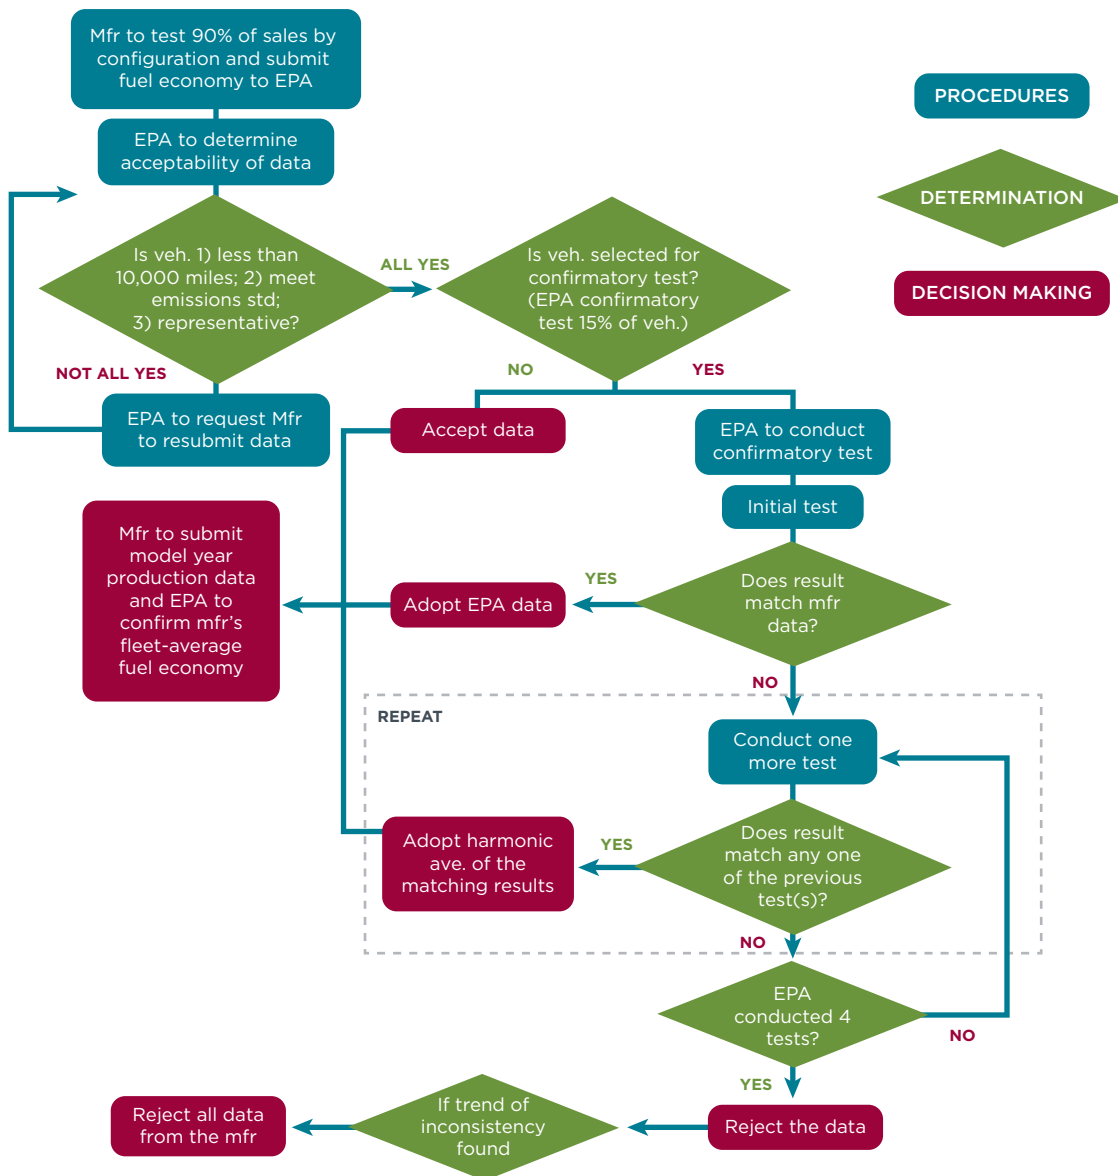 Mfr to test 90% of sales by
configuration and submit
fuel economy to EPA
PROCEDURES
EPA to determine
acceptability of data
DETERMINATION
Is veh. 1) less than
10,000 miles; 2) meet
emissions std;
3) representative?
ALL YES
Is veh. selected for
confirmatory test?
(EPA confirmatory
test 15% of veh.)
DECISION MAKING
NOT ALL YES
NO
YES
EPA to request Mfr
to resubmit data
Accept data
EPA to conduct
confirmatory test
Initial test
Mfr to submit
model year
production data
and EPA to
confirm mfr's
fleet-average
fuel economy
Adopt EPA data
YES
Does result
match mfr
data?
NO
REPEAT
Conduct one
more test
Adopt harmonic
ave. of the
matching results
YES
Does result
match any one
of the previous
test(s)?
NO
EPA
conducted 4
tests?
NO
YES
Reject all data
from the mfr
If trend of
inconsistency
found
Reject the data